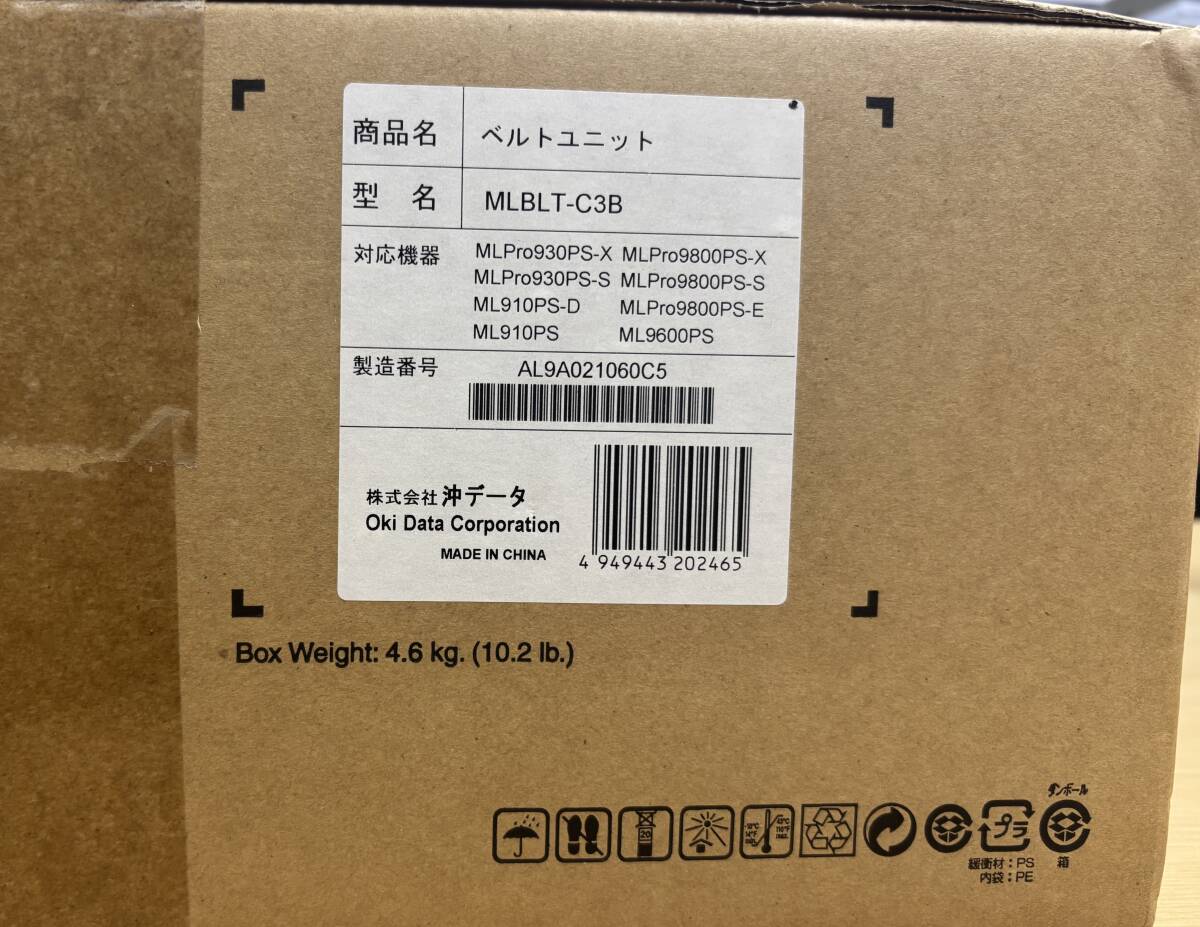 商品名 ベルトユニット
型 名 MLBLT-C3B
対応機器 MLPro930PS-X MLPro9800PS-X
MLPro930PS-S MLPro9800PS-S
ML910PS-D MLPro9800PS-E
ML910PS ML9600PS
製造番号 AL9A021060C5
株式会社 沖データ
Oki Data Corporation
MADE IN CHINA
4 949443 202465
Box Weight: 4.6 kg. (10.2 lb.)
ダンボール
20
プラ
緩衝材：PS 箱
内袋：PE